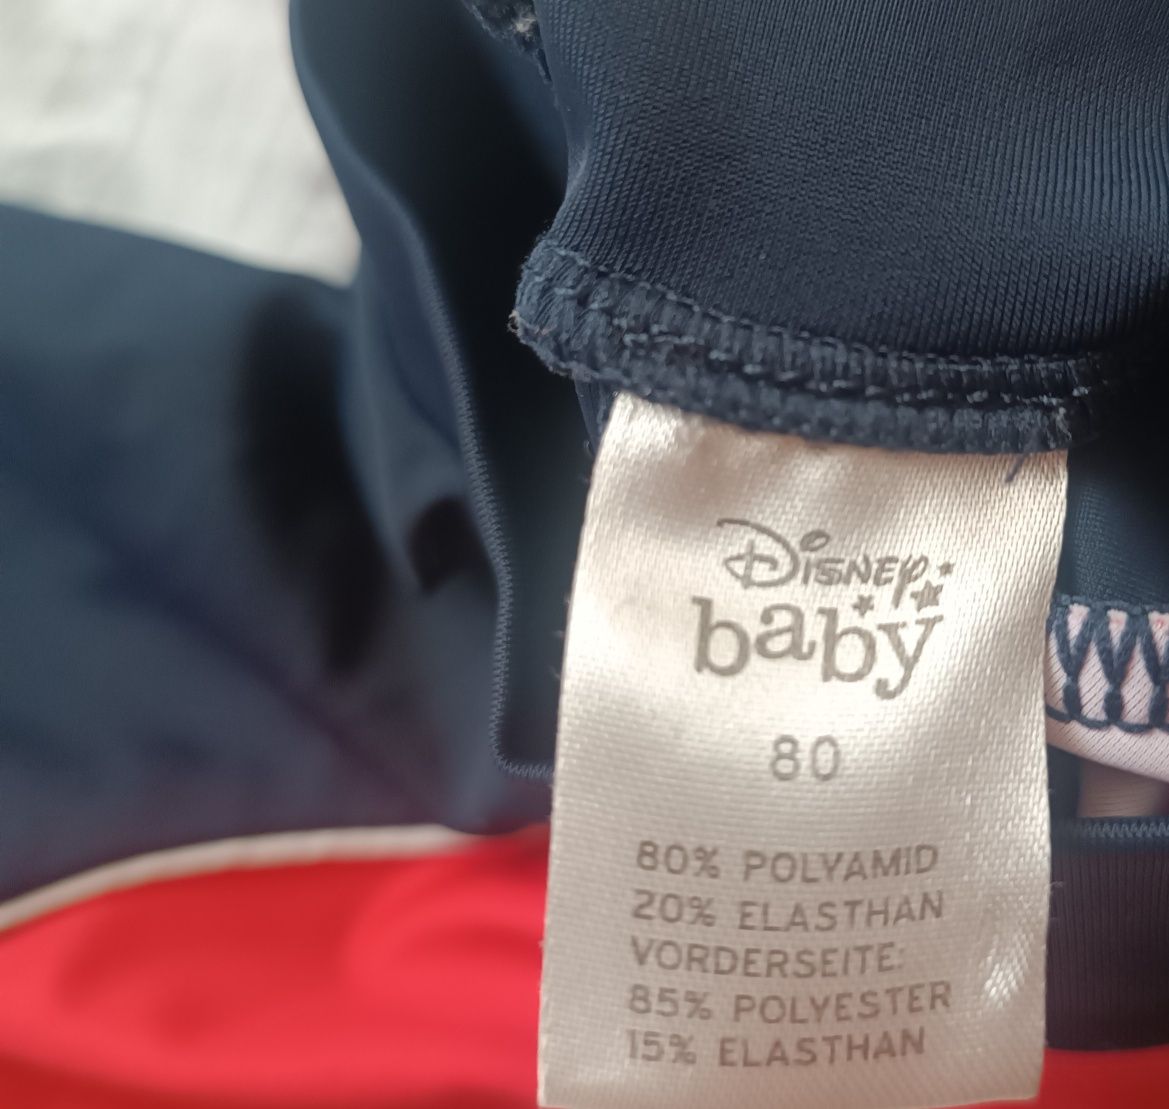 Disney
baby
80
80% POLYAMID
20% ELASTHAN
VORDERSEITE:
85% POLYESTER
15% ELASTHAN